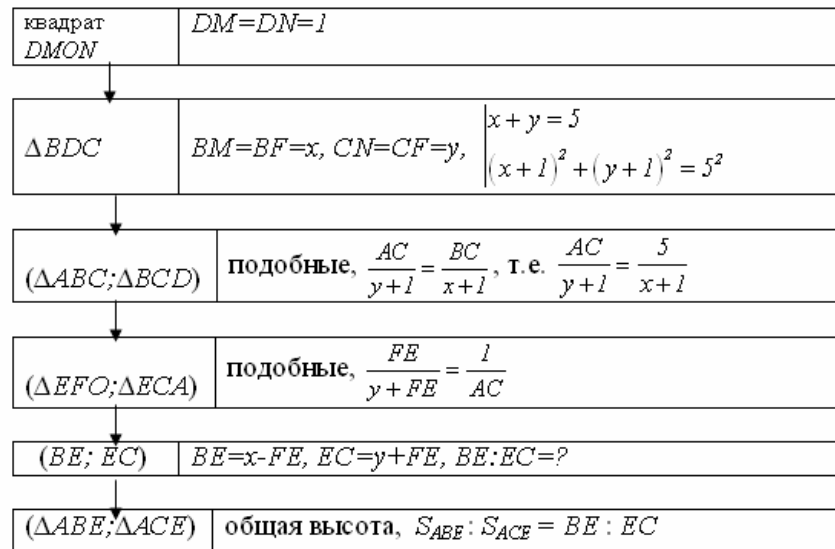 квадрат DM=DN=1
DMON
ΔBDC BM=BF=x, CN=CF=y, x + y = 5
(x+1)² + (y+1)² = 5²
(ΔABC;ΔBCD) подобные, AC/(y+1) = BC/(x+1), т.е. AC/(y+1) = 5/(x+1)
(ΔEFO;ΔECA) подобные, FE/(y+FE) = 1/AC
(BE; EC) BE=x-FE, EC=y+FE, BE:EC=?
(ΔABE;ΔACE) общая высота, S_ABE : S_ACE = BE : EC